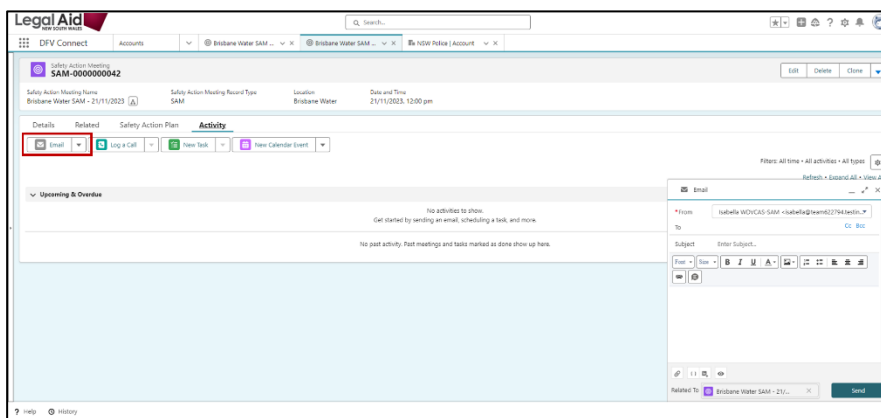 Legal Aid
NEW SOUTH WALES
Search...
DFV Connect
Accounts
Brisbane Water SAM ...
Brisbane Water SAM ...
NSW Police | Account
Safety Action Meeting
SAM-0000000042
Edit Delete Clone
Safety Action Meeting Name
Safety Action Meeting Record Type
Location
Date and Time
Brisbane Water SAM - 21/11/2023
SAM
Brisbane Water
21/11/2023, 12:00 pm
Details Related Safety Action Plan Activity
Email
Log a Call
New Task
New Calendar Event
Filters: All time • All activities • All types
Refresh • Expand All • View A
Upcoming & Overdue
No activities to show.
Get started by sending an email, scheduling a task, and more.
No past activity. Past meetings and tasks marked as done show up here.
Email
*From
Isabella WDVCAS-SAM <isabella@team622794.testin...
To
Cc Bcc
Subject
Enter Subject...
Font Size B I U A
Related To
Brisbane Water SAM - 21/...
Send
Help History